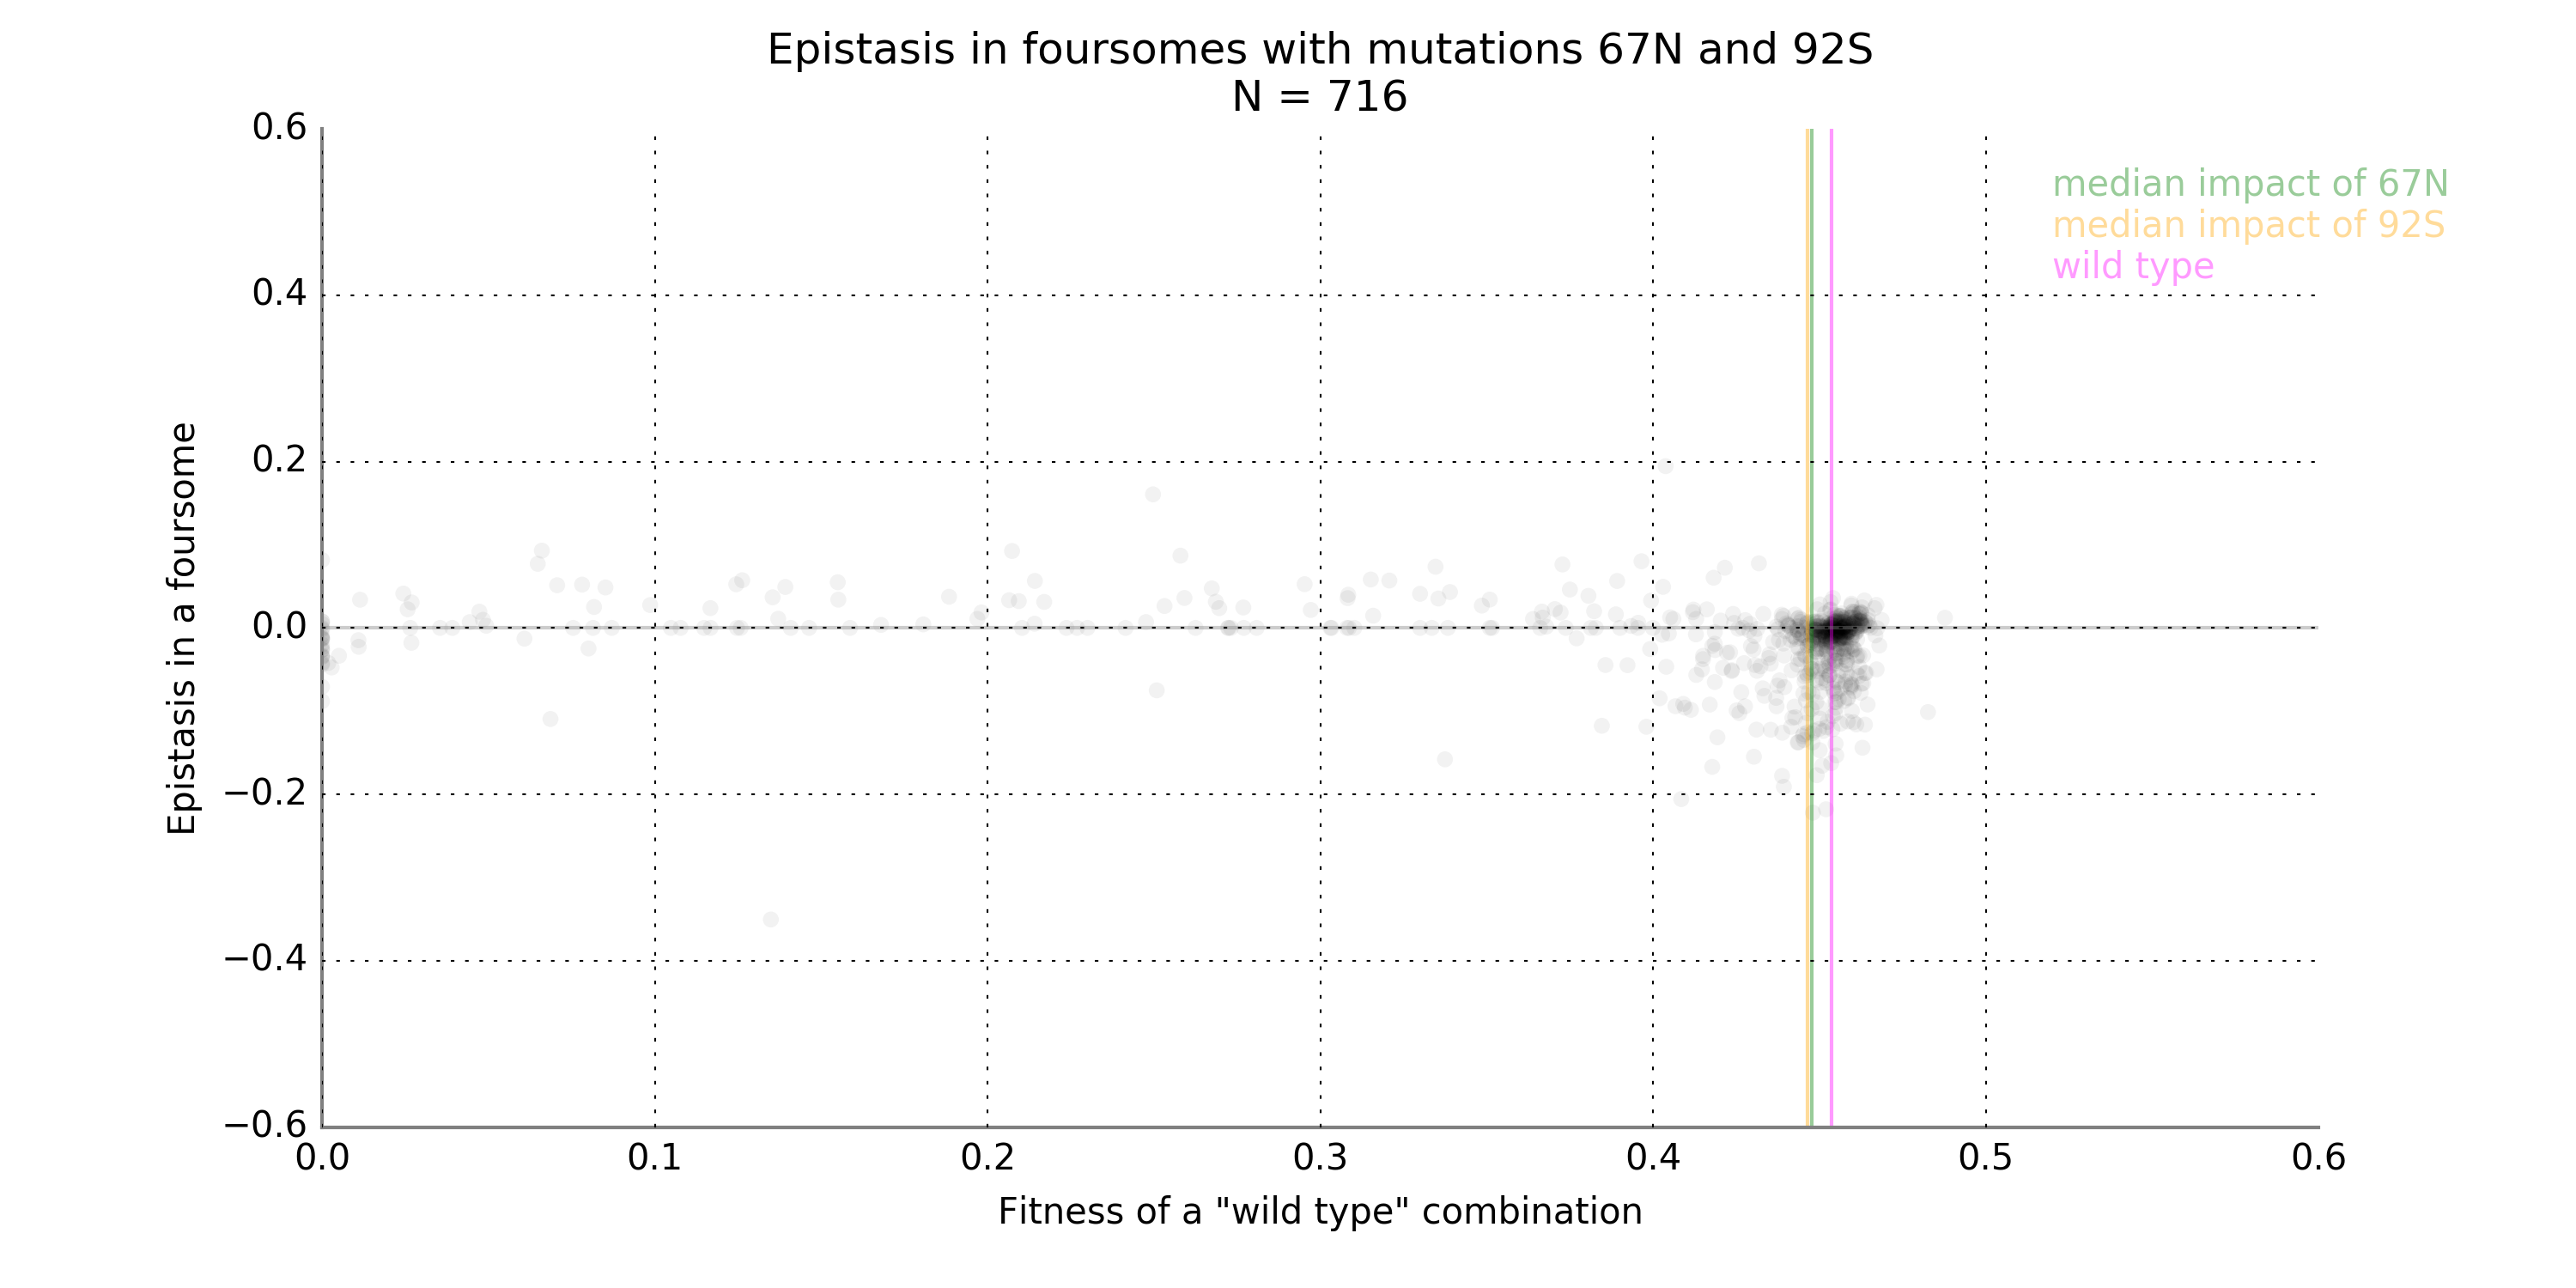 Epistasis in foursomes with mutations 67N and 92S
N = 716
0.6
0.4
0.2
0.0
−0.2
−0.4
−0.6
Epistasis in a foursome
median impact of 67N
median impact of 92S
wild type
0.0 0.1 0.2 0.3 0.4 0.5 0.6
Fitness of a "wild type" combination